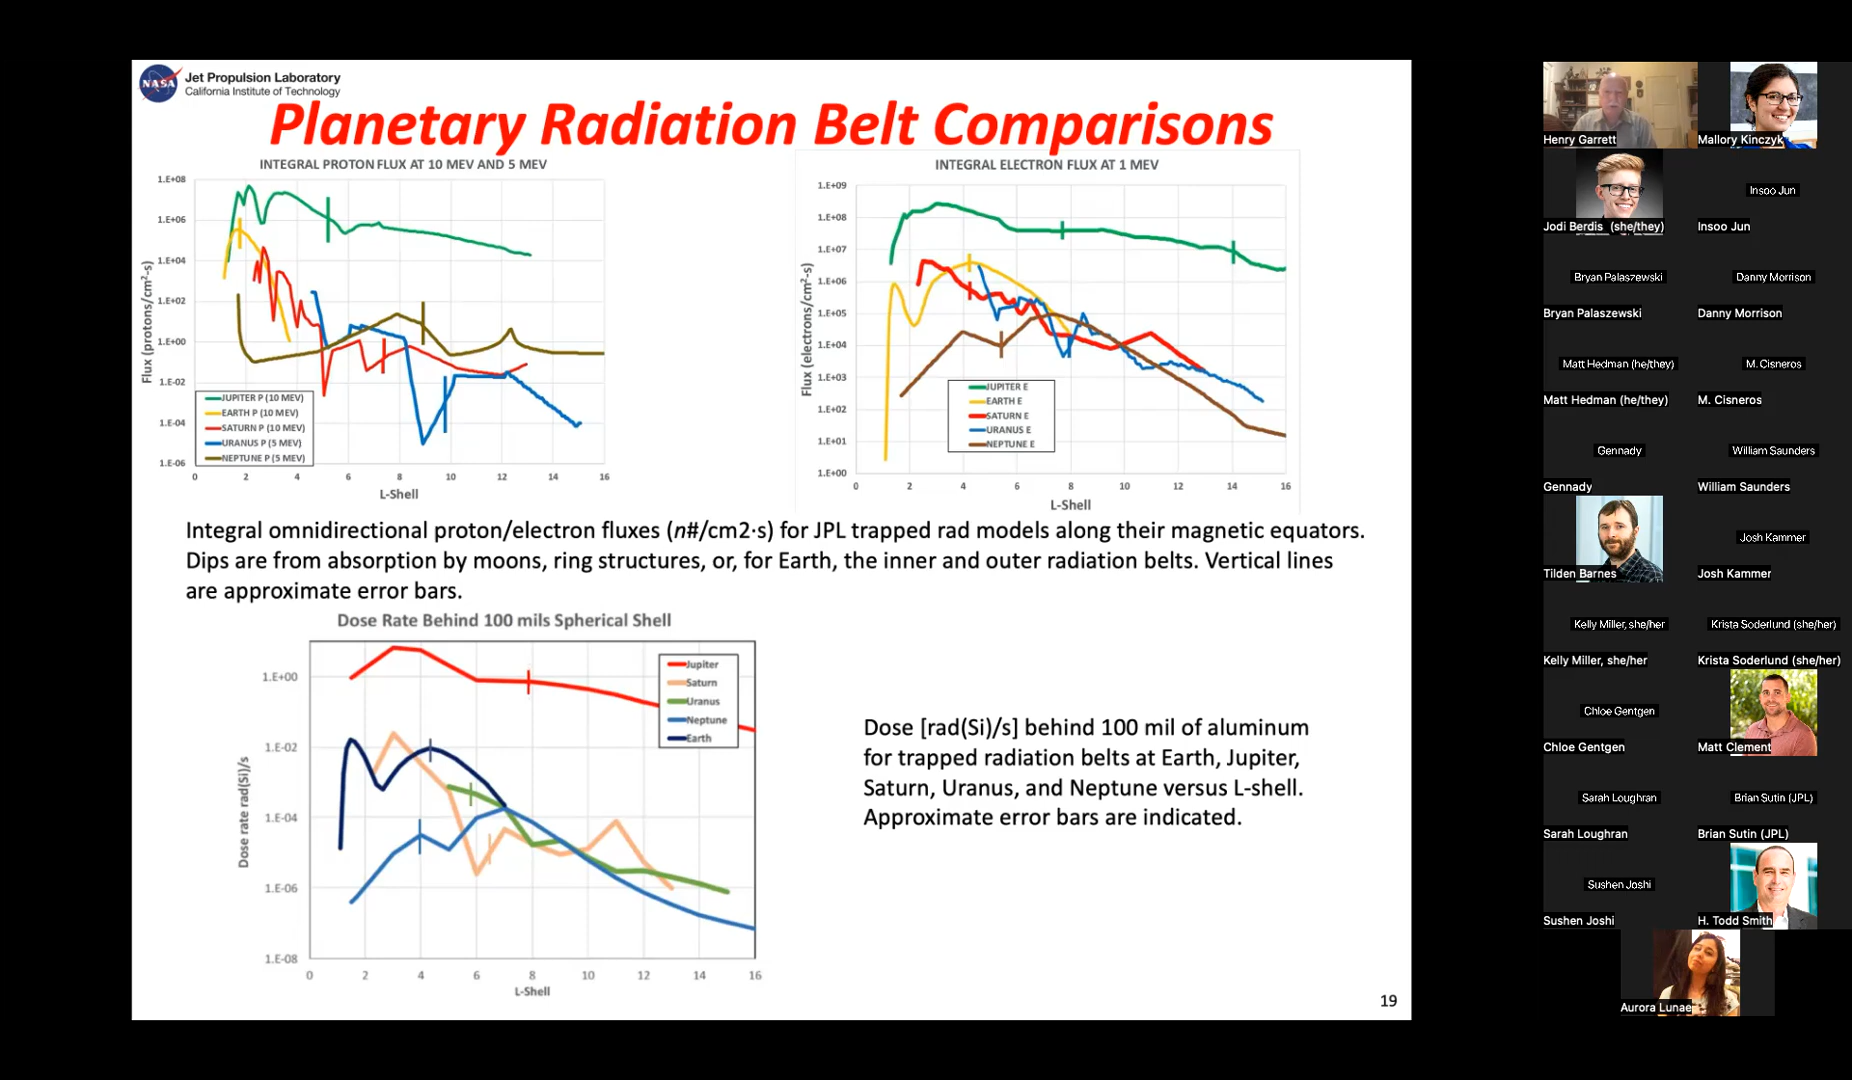 NASA
Jet Propulsion Laboratory
California Institute of Technology
Planetary Radiation Belt Comparisons
INTEGRAL PROTON FLUX AT 10 MEV AND 5 MEV
1.E+08
1.E+06
1.E+04
1.E+02
1.E+00
1.E-02
1.E-04
1.E-06
Flux (protons/cm²-s)
JUPITER P (10 MEV)
EARTH P (10 MEV)
SATURN P (10 MEV)
URANUS P (5 MEV)
NEPTUNE P (5 MEV)
0 2 4 6 8 10 12 14 16
L-Shell
INTEGRAL ELECTRON FLUX AT 1 MEV
1.E+09
1.E+08
1.E+07
1.E+06
1.E+05
1.E+04
1.E+03
1.E+02
1.E+01
1.E+00
Flux (electrons/cm²-s)
JUPITER E
EARTH E
SATURN E
URANUS E
NEPTUNE E
0 2 4 6 8 10 12 14 16
L-Shell
Integral omnidirectional proton/electron fluxes (n#/cm2·s) for JPL trapped rad models along their magnetic equators.
Dips are from absorption by moons, ring structures, or, for Earth, the inner and outer radiation belts. Vertical lines
are approximate error bars.
Dose Rate Behind 100 mils Spherical Shell
1.E+00
1.E-02
1.E-04
1.E-06
1.E-08
Dose rate rad(Si)/s
Jupiter
Saturn
Uranus
Neptune
Earth
0 2 4 6 8 10 12 14 16
L-Shell
Dose [rad(Si)/s] behind 100 mil of aluminum
for trapped radiation belts at Earth, Jupiter,
Saturn, Uranus, and Neptune versus L-shell.
Approximate error bars are indicated.
19
Henry Garrett
Mallory Kinczyk
Jodi Berdis (she/they)
Insoo Jun
Insoo Jun
Bryan Palaszewski
Bryan Palaszewski
Danny Morrison
Danny Morrison
Matt Hedman (he/they)
Matt Hedman (he/they)
M. Cisneros
M. Cisneros
Gennady
Gennady
William Saunders
William Saunders
Tilden Barnes
Josh Kammer
Josh Kammer
Kelly Miller, she/her
Kelly Miller, she/her
Krista Soderlund (she/her)
Krista Soderlund (she/her)
Chloe Gentgen
Chloe Gentgen
Matt Clement
Sarah Loughran
Sarah Loughran
Brian Sutin (JPL)
Brian Sutin (JPL)
Sushen Joshi
Sushen Joshi
H. Todd Smith
Aurora Lunae